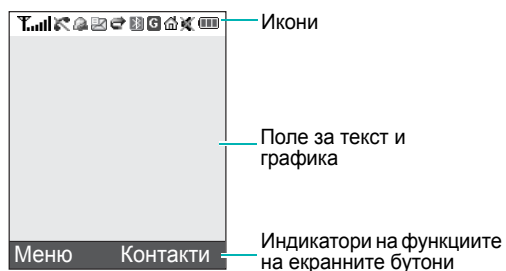 Икони
Поле за текст и
графика
Меню Контакти
Индикатори на функциите
на екранните бутони